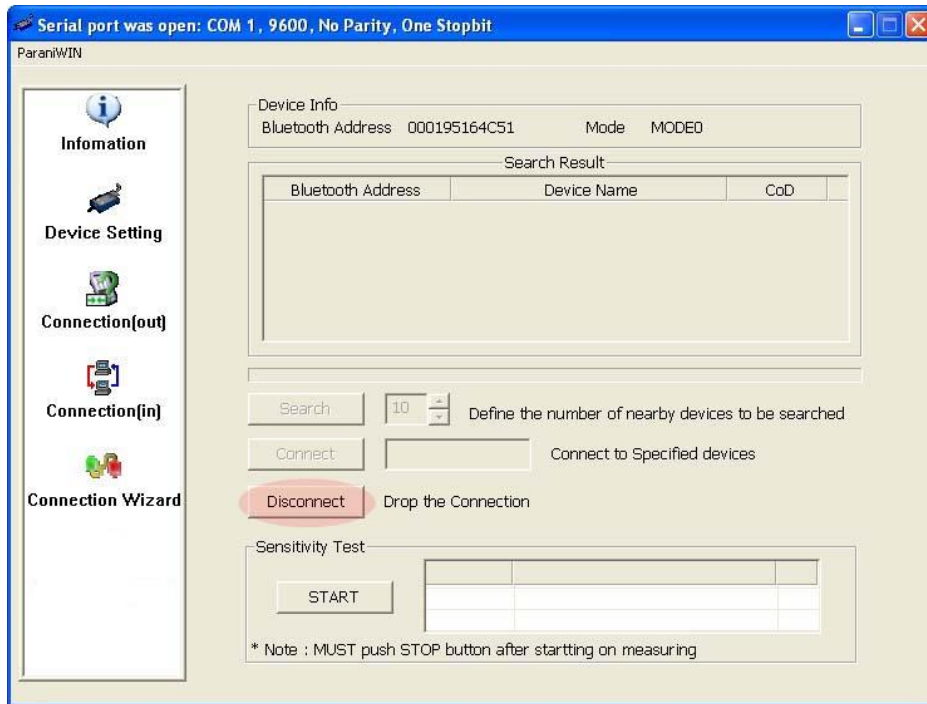 Serial port was open: COM 1, 9600, No Parity, One Stopbit
ParaniWIN
Infomation
Device Setting
Connection(out)
Connection(in)
Connection Wizard
Device Info
Bluetooth Address 000195164C51 Mode MODE0
Search Result
Bluetooth Address Device Name CoD
Search 10 Define the number of nearby devices to be searched
Connect Connect to Specified devices
Disconnect Drop the Connection
Sensitivity Test
START
* Note : MUST push STOP button after startting on measuring